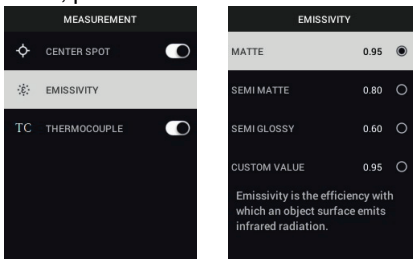 MEASUREMENT
CENTER SPOT
EMISSIVITY
TC THERMOCOUPLE
EMISSIVITY
MATTE 0.95
SEMI MATTE 0.80
SEMI GLOSSY 0.60
CUSTOM VALUE 0.95
Emissivity is the efficiency with
which an object surface emits
infrared radiation.